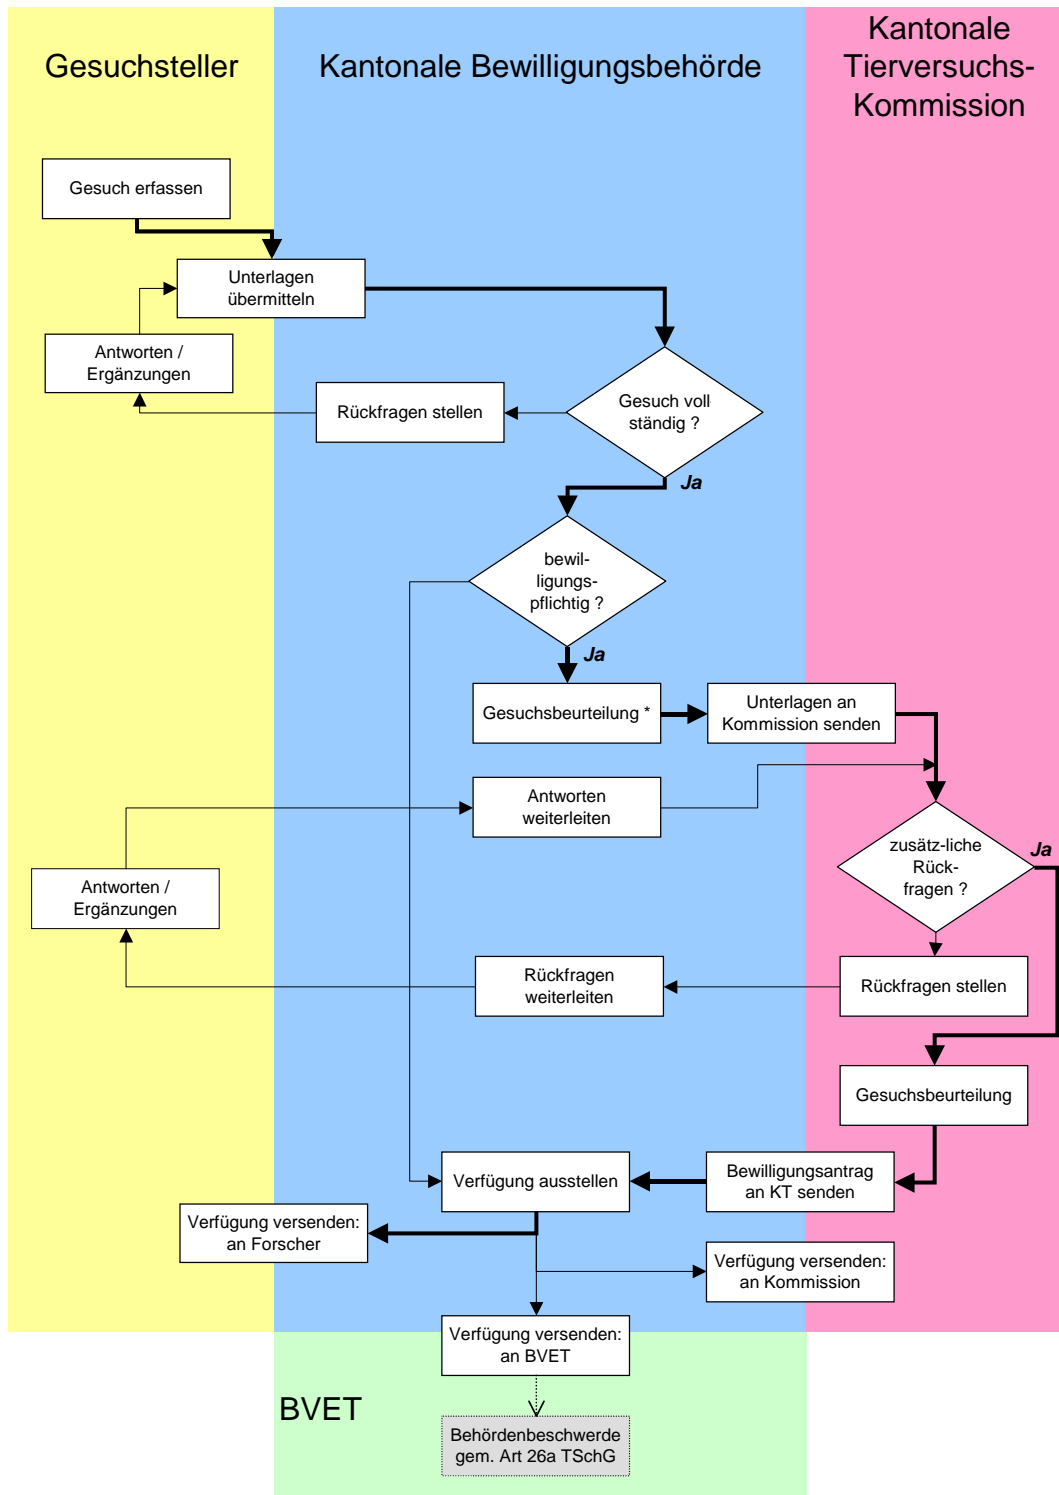 Gesuchsteller
Kantonale Bewilligungsbehörde
Kantonale
Tierversuchs-
Kommission
Gesuch erfassen
Unterlagen
übermitteln
Antworten /
Ergänzungen
Rückfragen stellen
Gesuch voll
ständig ?
Ja
bewil-
ligungs-
pflichtig ?
Ja
Gesuchsbeurteilung *
Unterlagen an
Kommission senden
Antworten
weiterleiten
zusätz-liche
Rück-
fragen ?
Ja
Antworten /
Ergänzungen
Rückfragen
weiterleiten
Rückfragen stellen
Gesuchsbeurteilung
Verfügung ausstellen
Bewilligungsantrag
an KT senden
Verfügung versenden:
an Forscher
Verfügung versenden:
an Kommission
Verfügung versenden:
an BVET
BVET
Behördenbeschwerde
gem. Art 26a TSchG